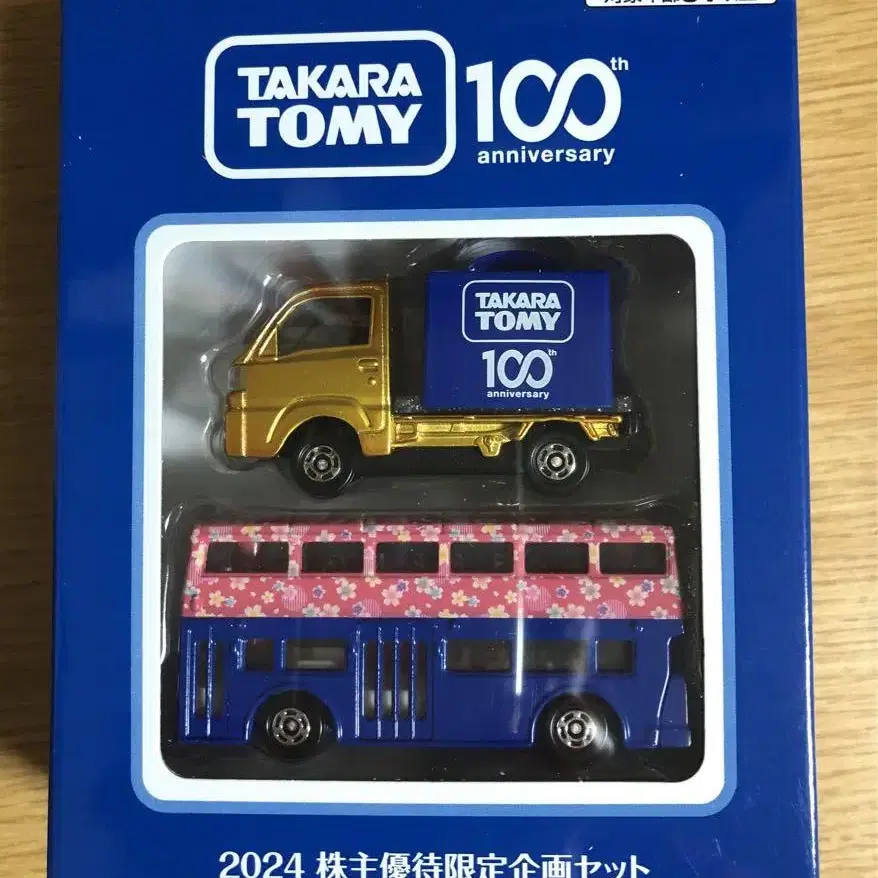 TAKARA
TOMY
100th
anniversary
TAKARA
TOMY
100th
anniversary
2024 株主優待限定企画セット